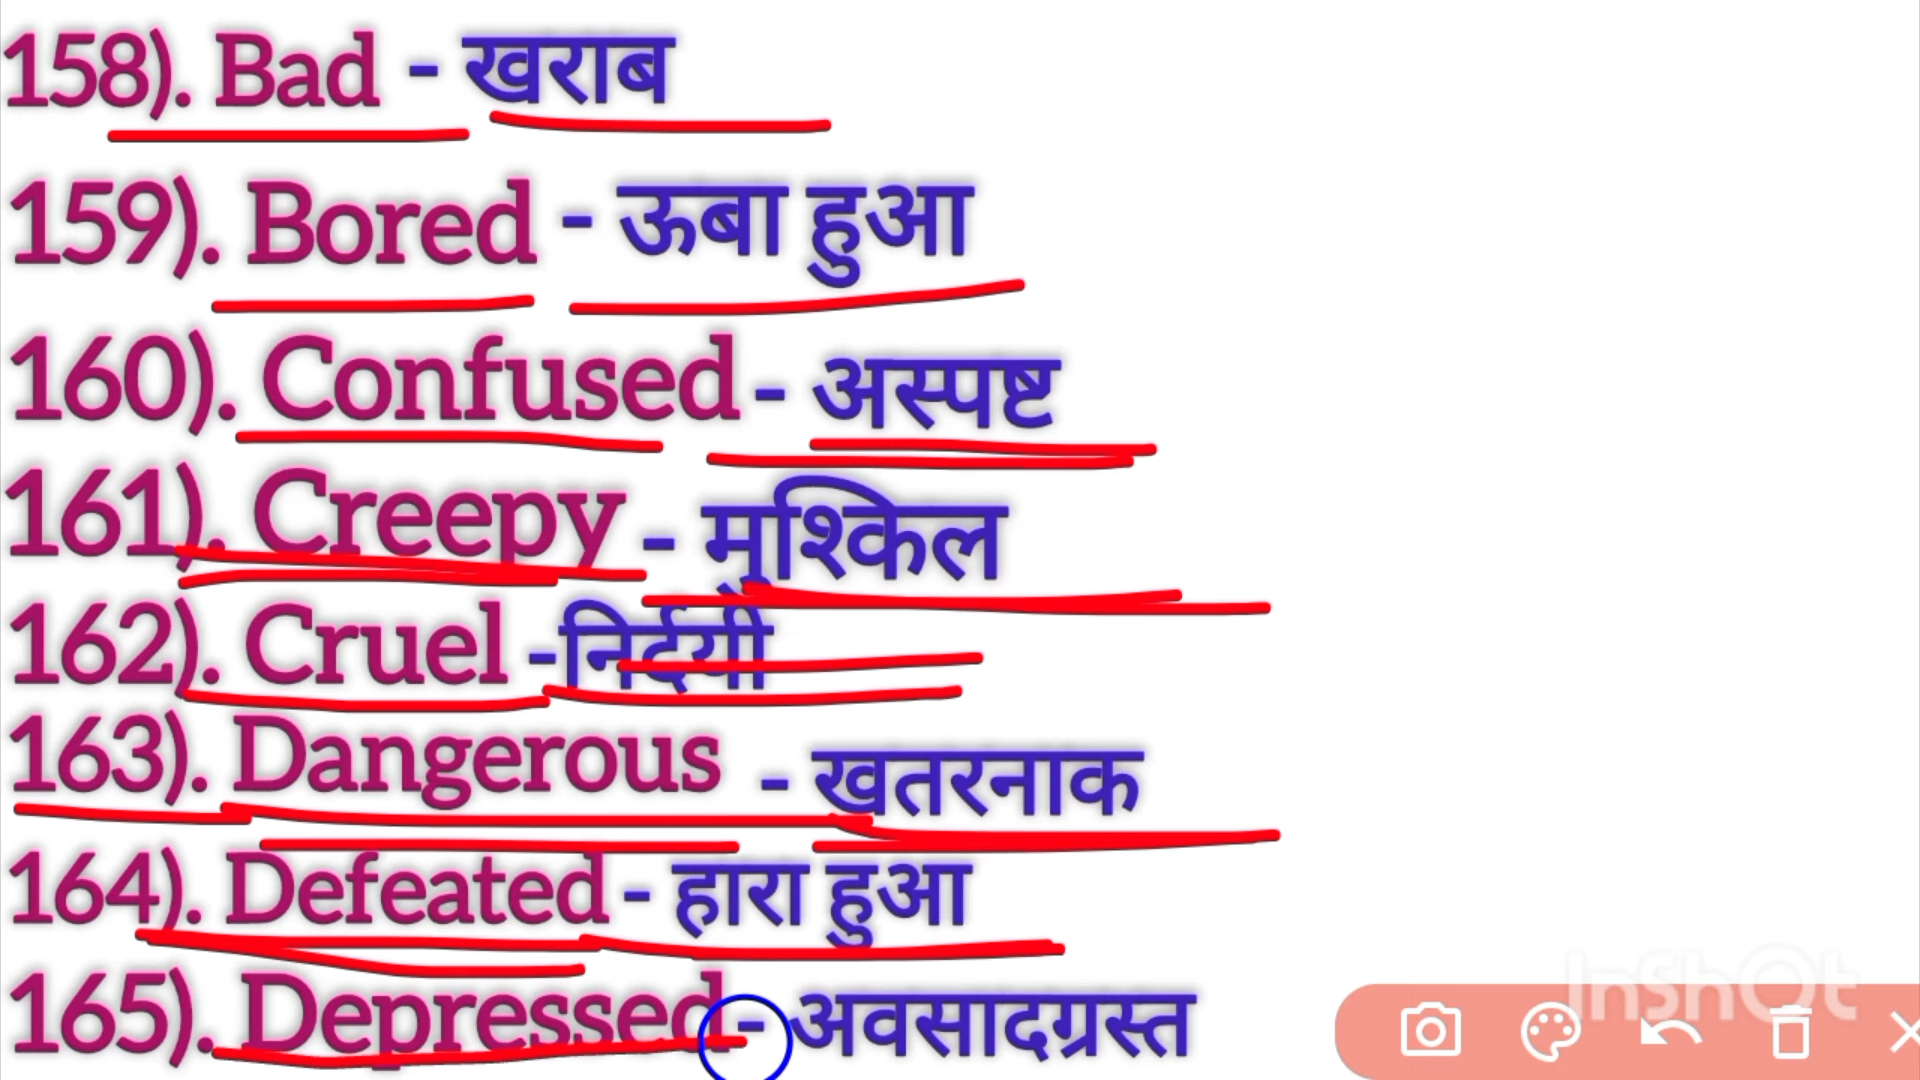 158). Bad - खराब
159). Bored - ऊबा हुआ
160). Confused - अस्पष्ट
161). Creepy - मुश्किल
162). Cruel -निर्दयी
163). Dangerous - खतरनाक
164). Defeated - हारा हुआ
165). Depressed - अवसादग्रस्त
InShOt